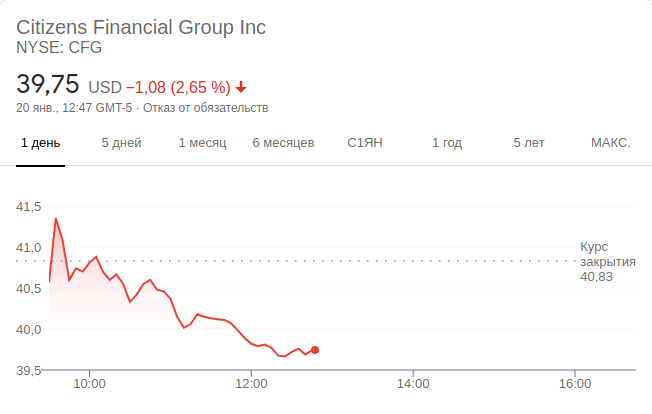 Citizens Financial Group Inc
NYSE: CFG
39,75 USD −1,08 (2,65 %)
20 янв., 12:47 GMT-5 · Отказ от обязательств
1 день 5 дней 1 месяц 6 месяцев С1ЯН 1 год 5 лет МАКС.
41,5
41,0
40,5
40,0
39,5
Курс
закрытия
40,83
10:00 12:00 14:00 16:00